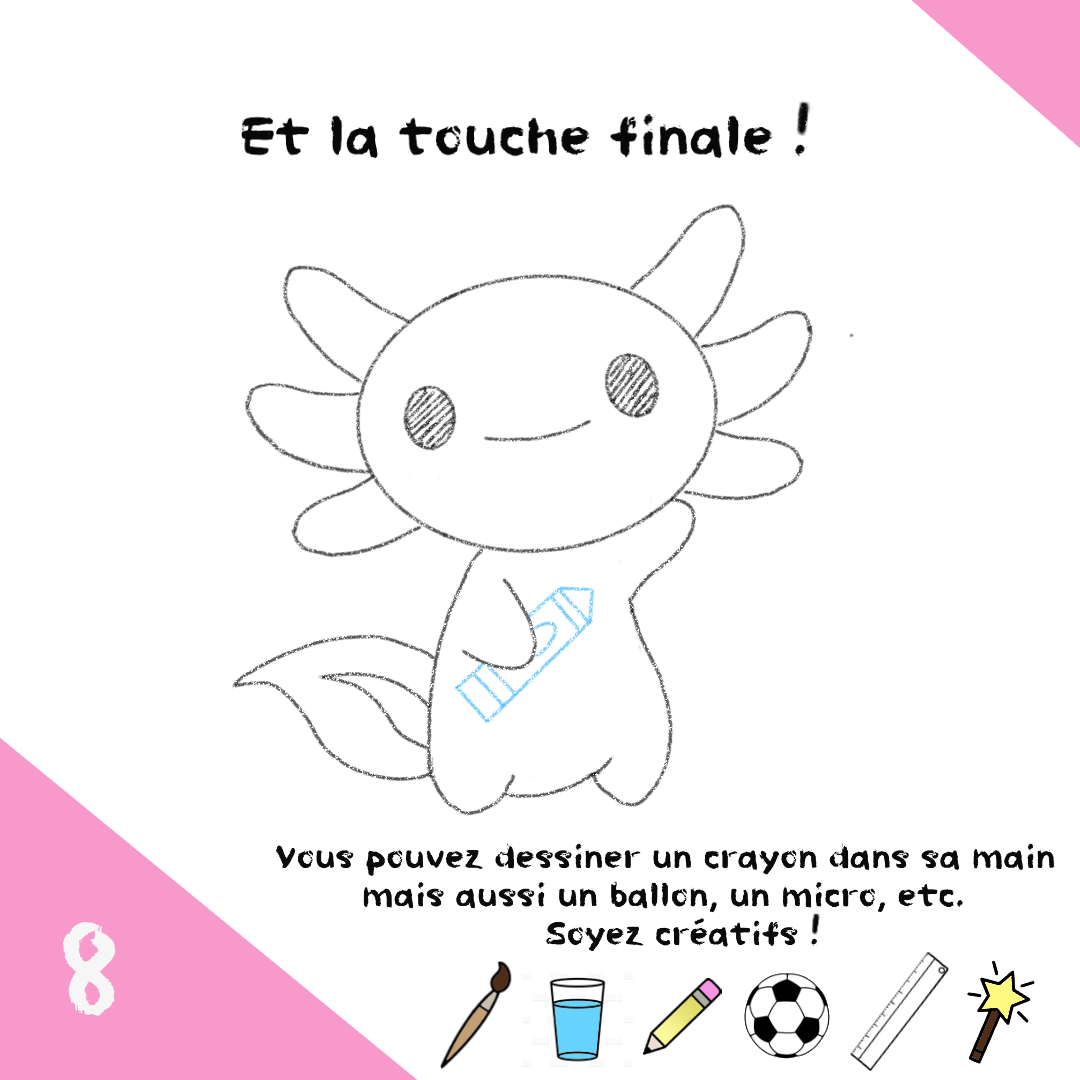 Et la touche finale !
Vous pouvez dessiner un crayon dans sa main
mais aussi un ballon, un micro, etc.
Soyez créatifs !
8